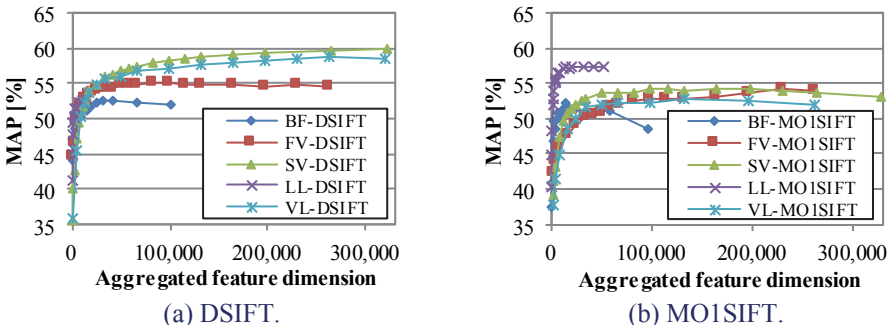 MAP [%]
65
60
55
50
45
40
35
BF-DSIFT
FV-DSIFT
SV-DSIFT
LL-DSIFT
VL-DSIFT
0 100,000 200,000 300,000
Aggregated feature dimension
(a) DSIFT.
MAP [%]
65
60
55
50
45
40
35
BF-MO1SIFT
FV-MO1SIFT
SV-MO1SIFT
LL-MO1SIFT
VL-MO1SIFT
0 100,000 200,000 300,000
Aggregated feature dimension
(b) MO1SIFT.